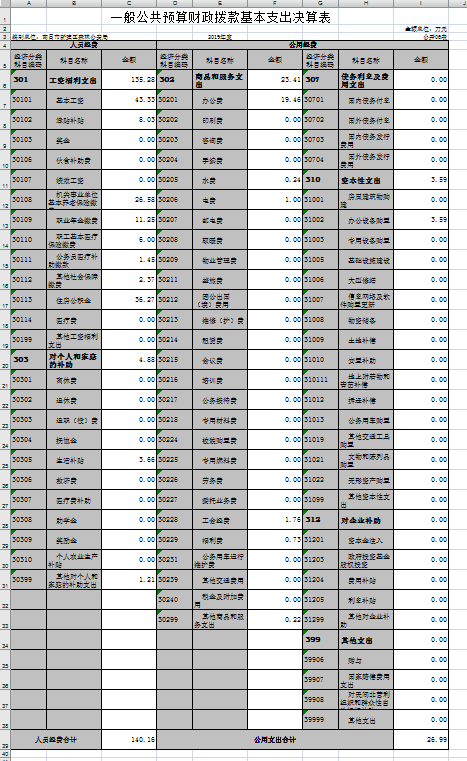 A B C D E F G H I
一般公共预算财政拨款基本支出决算表
金额单位：万元
2019年度 公开06表
人员经费 公用经费
经济分类科目编码 科目名称 金额 经济分类科目编码 科目名称 金额 经济分类科目编码 科目名称 金额
301 工资福利支出 135.28 302 商品和服务支出 23.41 307 债务利息及费用支出 0.00
30101 基本工资 43.33 30201 办公费 19.46 30701 国内债务付息 0.00
30102 津贴补贴 8.03 30202 印刷费 0.00 30702 国外债务付息 0.00
30103 奖金 0.00 30203 咨询费 0.00 30703 国内债务发行费用 0.00
30106 伙食补助费 0.00 30204 手续费 0.00 30704 国外债务发行费用 0.00
30107 绩效工资 0.00 30205 水费 0.24 310 资本性支出 3.59
30108 机关事业单位基本养老保险缴费 26.58 30206 电费 1.00 31001 房屋建筑物购建 0.00
30109 职业年金缴费 11.25 30207 邮电费 0.00 31002 办公设备购置 3.59
30110 职工基本医疗保险缴费 6.00 30208 取暖费 0.00 31003 专用设备购置 0.00
30111 公务员医疗补助缴款 1.45 30209 物业管理费 0.00 31005 基础设施建设 0.00
30112 其他社会保障缴费 2.37 30211 差旅费 0.00 31006 大型修缮 0.00
30113 住房公积金 36.27 30212 因公出国（境）费用 0.00 31007 信息网络及软件购置更新 0.00
30114 医疗费 0.00 30213 维修（护）费 0.00 31008 物资储备 0.00
30199 其他工资福利支出 0.00 30214 租赁费 0.00 31009 土地补偿 0.00
303 对个人和家庭的补助 4.88 30215 会议费 0.00 31010 安置补助 0.00
30301 离休费 0.00 30216 培训费 0.00 310111 地上附着物和青苗补偿 0.00
30302 退休费 0.00 30217 公务接待费 0.00 31012 拆迁补偿 0.00
30303 退职（役）费 0.00 30218 专用材料费 0.00 31013 公务用车购置 0.00
30304 抚恤金 0.00 30224 被装购置费 0.00 31019 其他交通工具购置 0.00
30305 生活补贴 3.66 30225 专用燃料费 0.00 31021 文物和陈列品购置 0.00
30306 救济费 0.00 30226 劳务费 0.00 31022 无形资产购置 0.00
30307 医疗费补助 0.00 30227 委托业务费 0.00 31099 其他资本性支出 0.00
30308 助学金 0.00 30228 工会经费 1.76 312 对企业补助 0.00
30309 奖励金 0.00 30229 福利费 0.73 31201 资本金注入 0.00
30310 个人农业生产补贴 0.00 30231 公务用车运行维护费 0.00 31203 政府投资基金股权投资 0.00
30399 其他对个人和家庭的补助支出 1.21 30239 其他交通费用 0.00 31204 费用补贴 0.00
30240 税金及附加费用 0.00 31205 利息补贴 0.00
30299 其他商品和服务支出 0.22 31299 其他对企业补助 0.00
399 其他支出 0.00
39906 赠与 0.00
39907 国家赔偿费用支出 0.00
39908 对民间非营利组织和群众性自 0.00
39999 其他支出 0.00
人员经费合计 140.16 公用支出合计 26.99